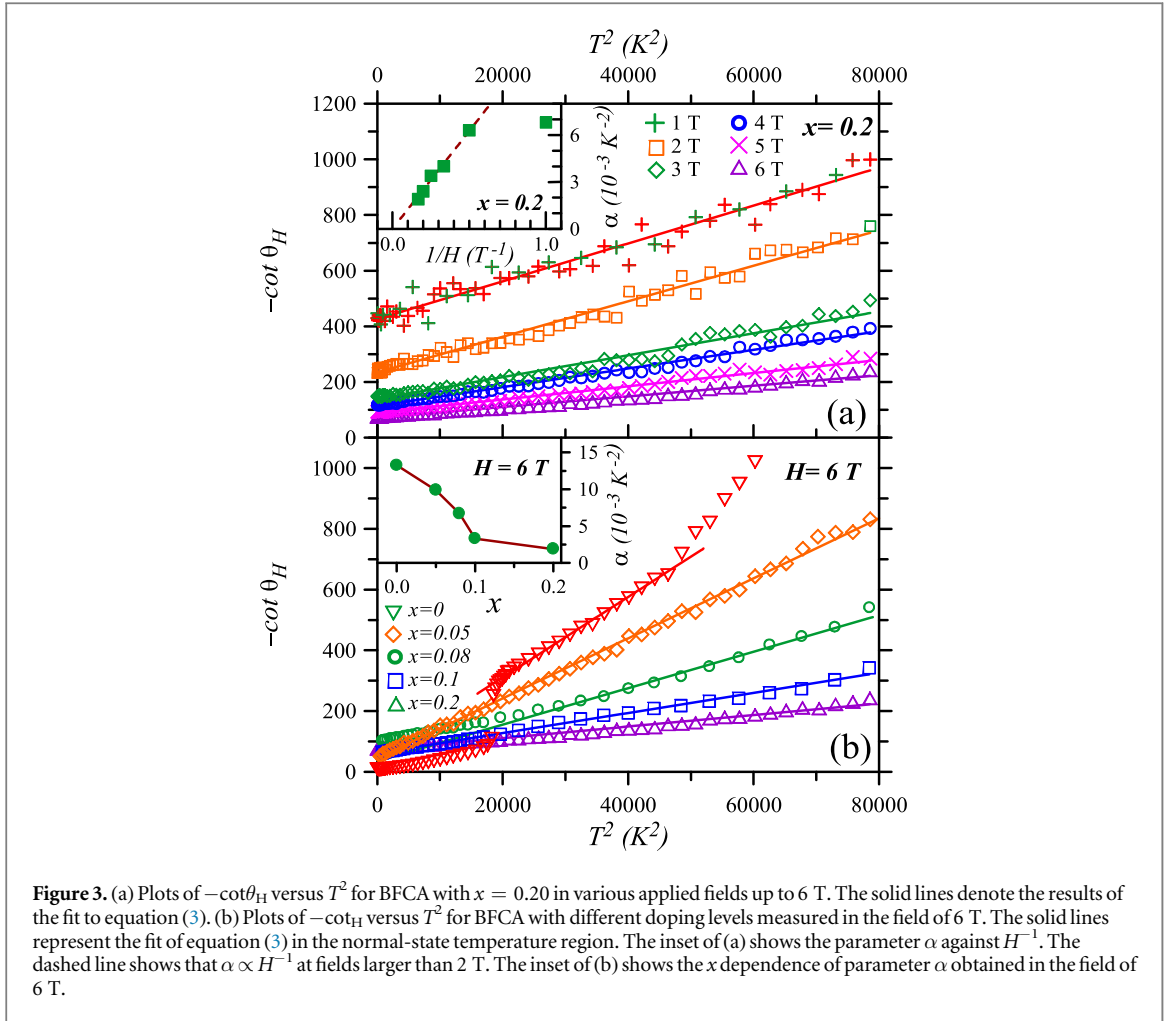 T² (K²)
0 20000 40000 60000 80000
1200
1000
800
600
400
200
0
-cot θH
1 T
2 T
3 T
4 T
5 T
6 T
x= 0.2
6
3
0
α (10⁻³ K⁻²)
x = 0.2
0.0 1.0
1/H (T⁻¹)
(a)
1000
800
600
400
200
0
-cot θH
15
10
5
0
α (10⁻³ K⁻²)
H = 6 T
0.0 0.1 0.2
x
H= 6 T
x=0
x=0.05
x=0.08
x=0.1
x=0.2
(b)
0 20000 40000 60000 80000
T² (K²)
Figure 3. (a) Plots of −cotθH versus T² for BFCA with x = 0.20 in various applied fields up to 6 T. The solid lines denote the results of
the fit to equation (3). (b) Plots of −cotH versus T² for BFCA with different doping levels measured in the field of 6 T. The solid lines
represent the fit of equation (3) in the normal-state temperature region. The inset of (a) shows the parameter α against H⁻¹. The
dashed line shows that α ∝ H⁻¹ at fields larger than 2 T. The inset of (b) shows the x dependence of parameter α obtained in the field of
6 T.